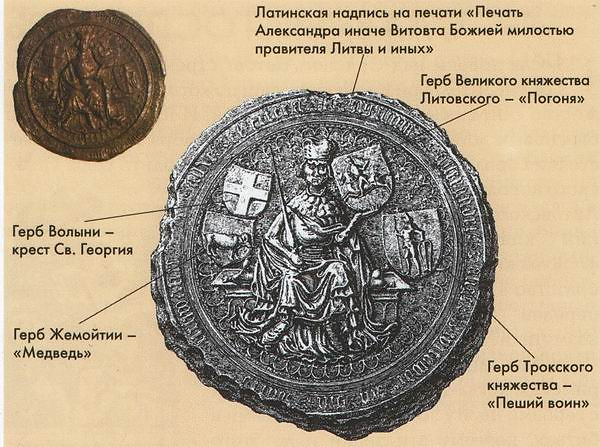 Латинская надпись на печати «Печать
Александра иначе Витовта Божией милостью
правителя Литвы и иных»
Герб Великого княжества
Литовского – «Погоня»
Герб Волыни –
крест Св. Георгия
Герб Жемойтии –
«Медведь»
Герб Трокского
княжества –
«Пеший воин»